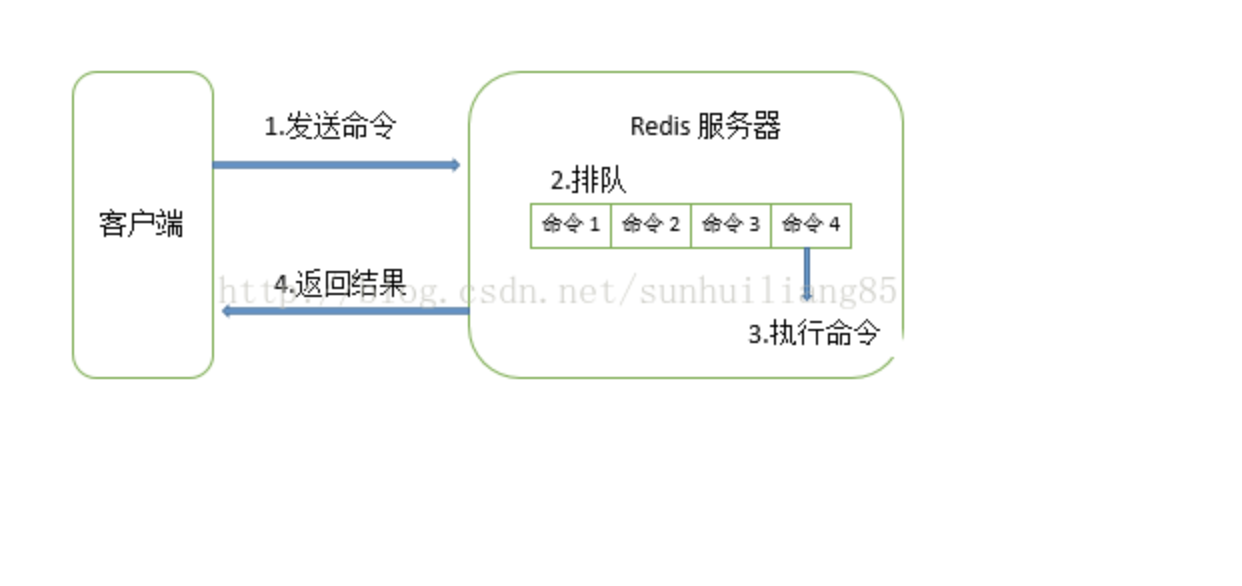 1.发送命令
Redis 服务器
2.排队
客户端
命令 1 命令 2 命令 3 命令 4
4.返回结果
http://blog.csdn.net/sunhuiliang85
3.执行命令